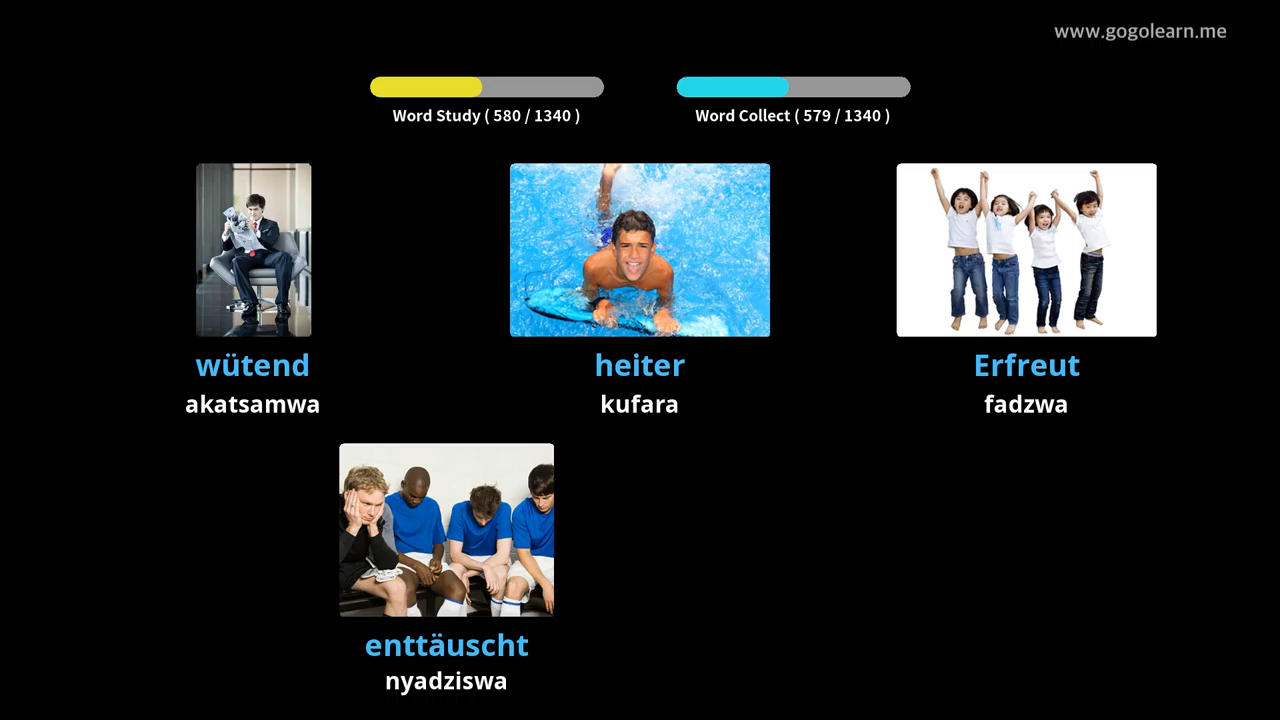 www.gogolearn.me
Word Study ( 580 / 1340 )
Word Collect ( 579 / 1340 )
wütend
akatsamwa
heiter
kufara
Erfreut
fadzwa
enttäuscht
nyadziswa